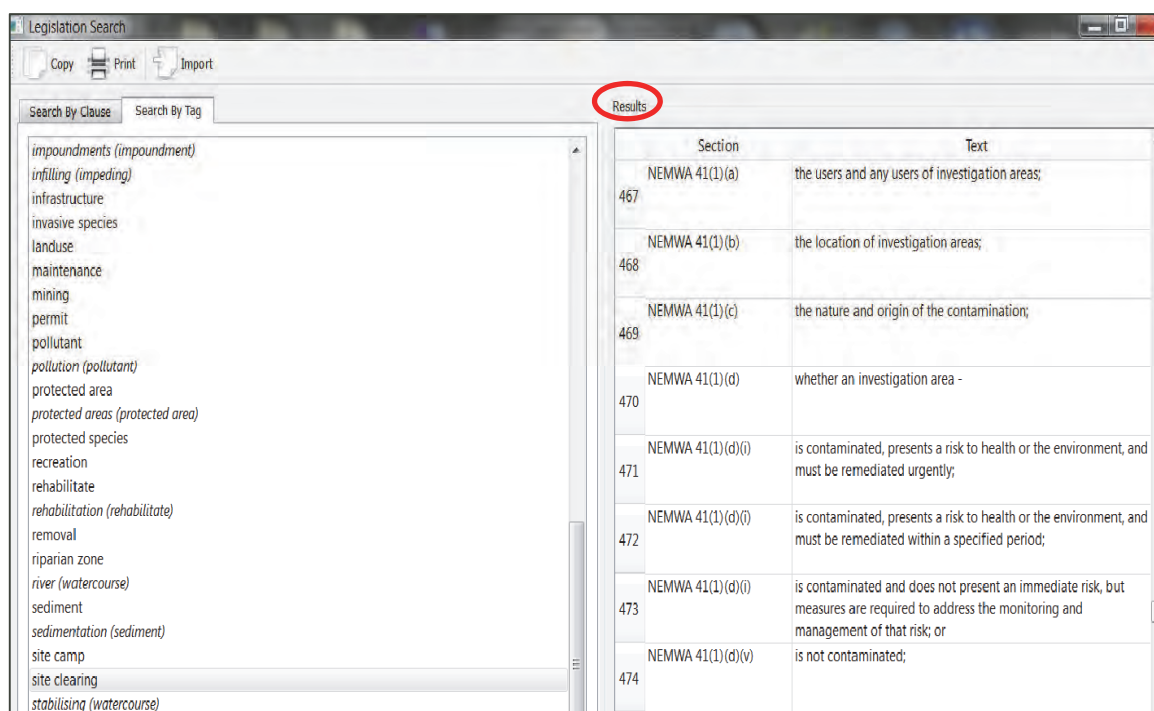 Legislation Search
Copy Print Import
Search By Clause Search By Tag
impoundments (impoundment)
infilling (impeding)
infrastructure
invasive species
landuse
maintenance
mining
permit
pollutant
pollution (pollutant)
protected area
protected areas (protected area)
protected species
recreation
rehabilitate
rehabilitation (rehabilitate)
removal
riparian zone
river (watercourse)
sediment
sedimentation (sediment)
site camp
site clearing
stabilising (watercourse)
Results
Section Text
467 NEMWA 41(1)(a) the users and any users of investigation areas;
468 NEMWA 41(1)(b) the location of investigation areas;
469 NEMWA 41(1)(c) the nature and origin of the contamination;
470 NEMWA 41(1)(d) whether an investigation area -
471 NEMWA 41(1)(d)(i) is contaminated, presents a risk to health or the environment, and
must be remediated urgently;
472 NEMWA 41(1)(d)(i) is contaminated, presents a risk to health or the environment, and
must be remediated within a specified period;
473 NEMWA 41(1)(d)(i) is contaminated and does not present an immediate risk, but
measures are required to address the monitoring and
management of that risk; or
474 NEMWA 41(1)(d)(v) is not contaminated;